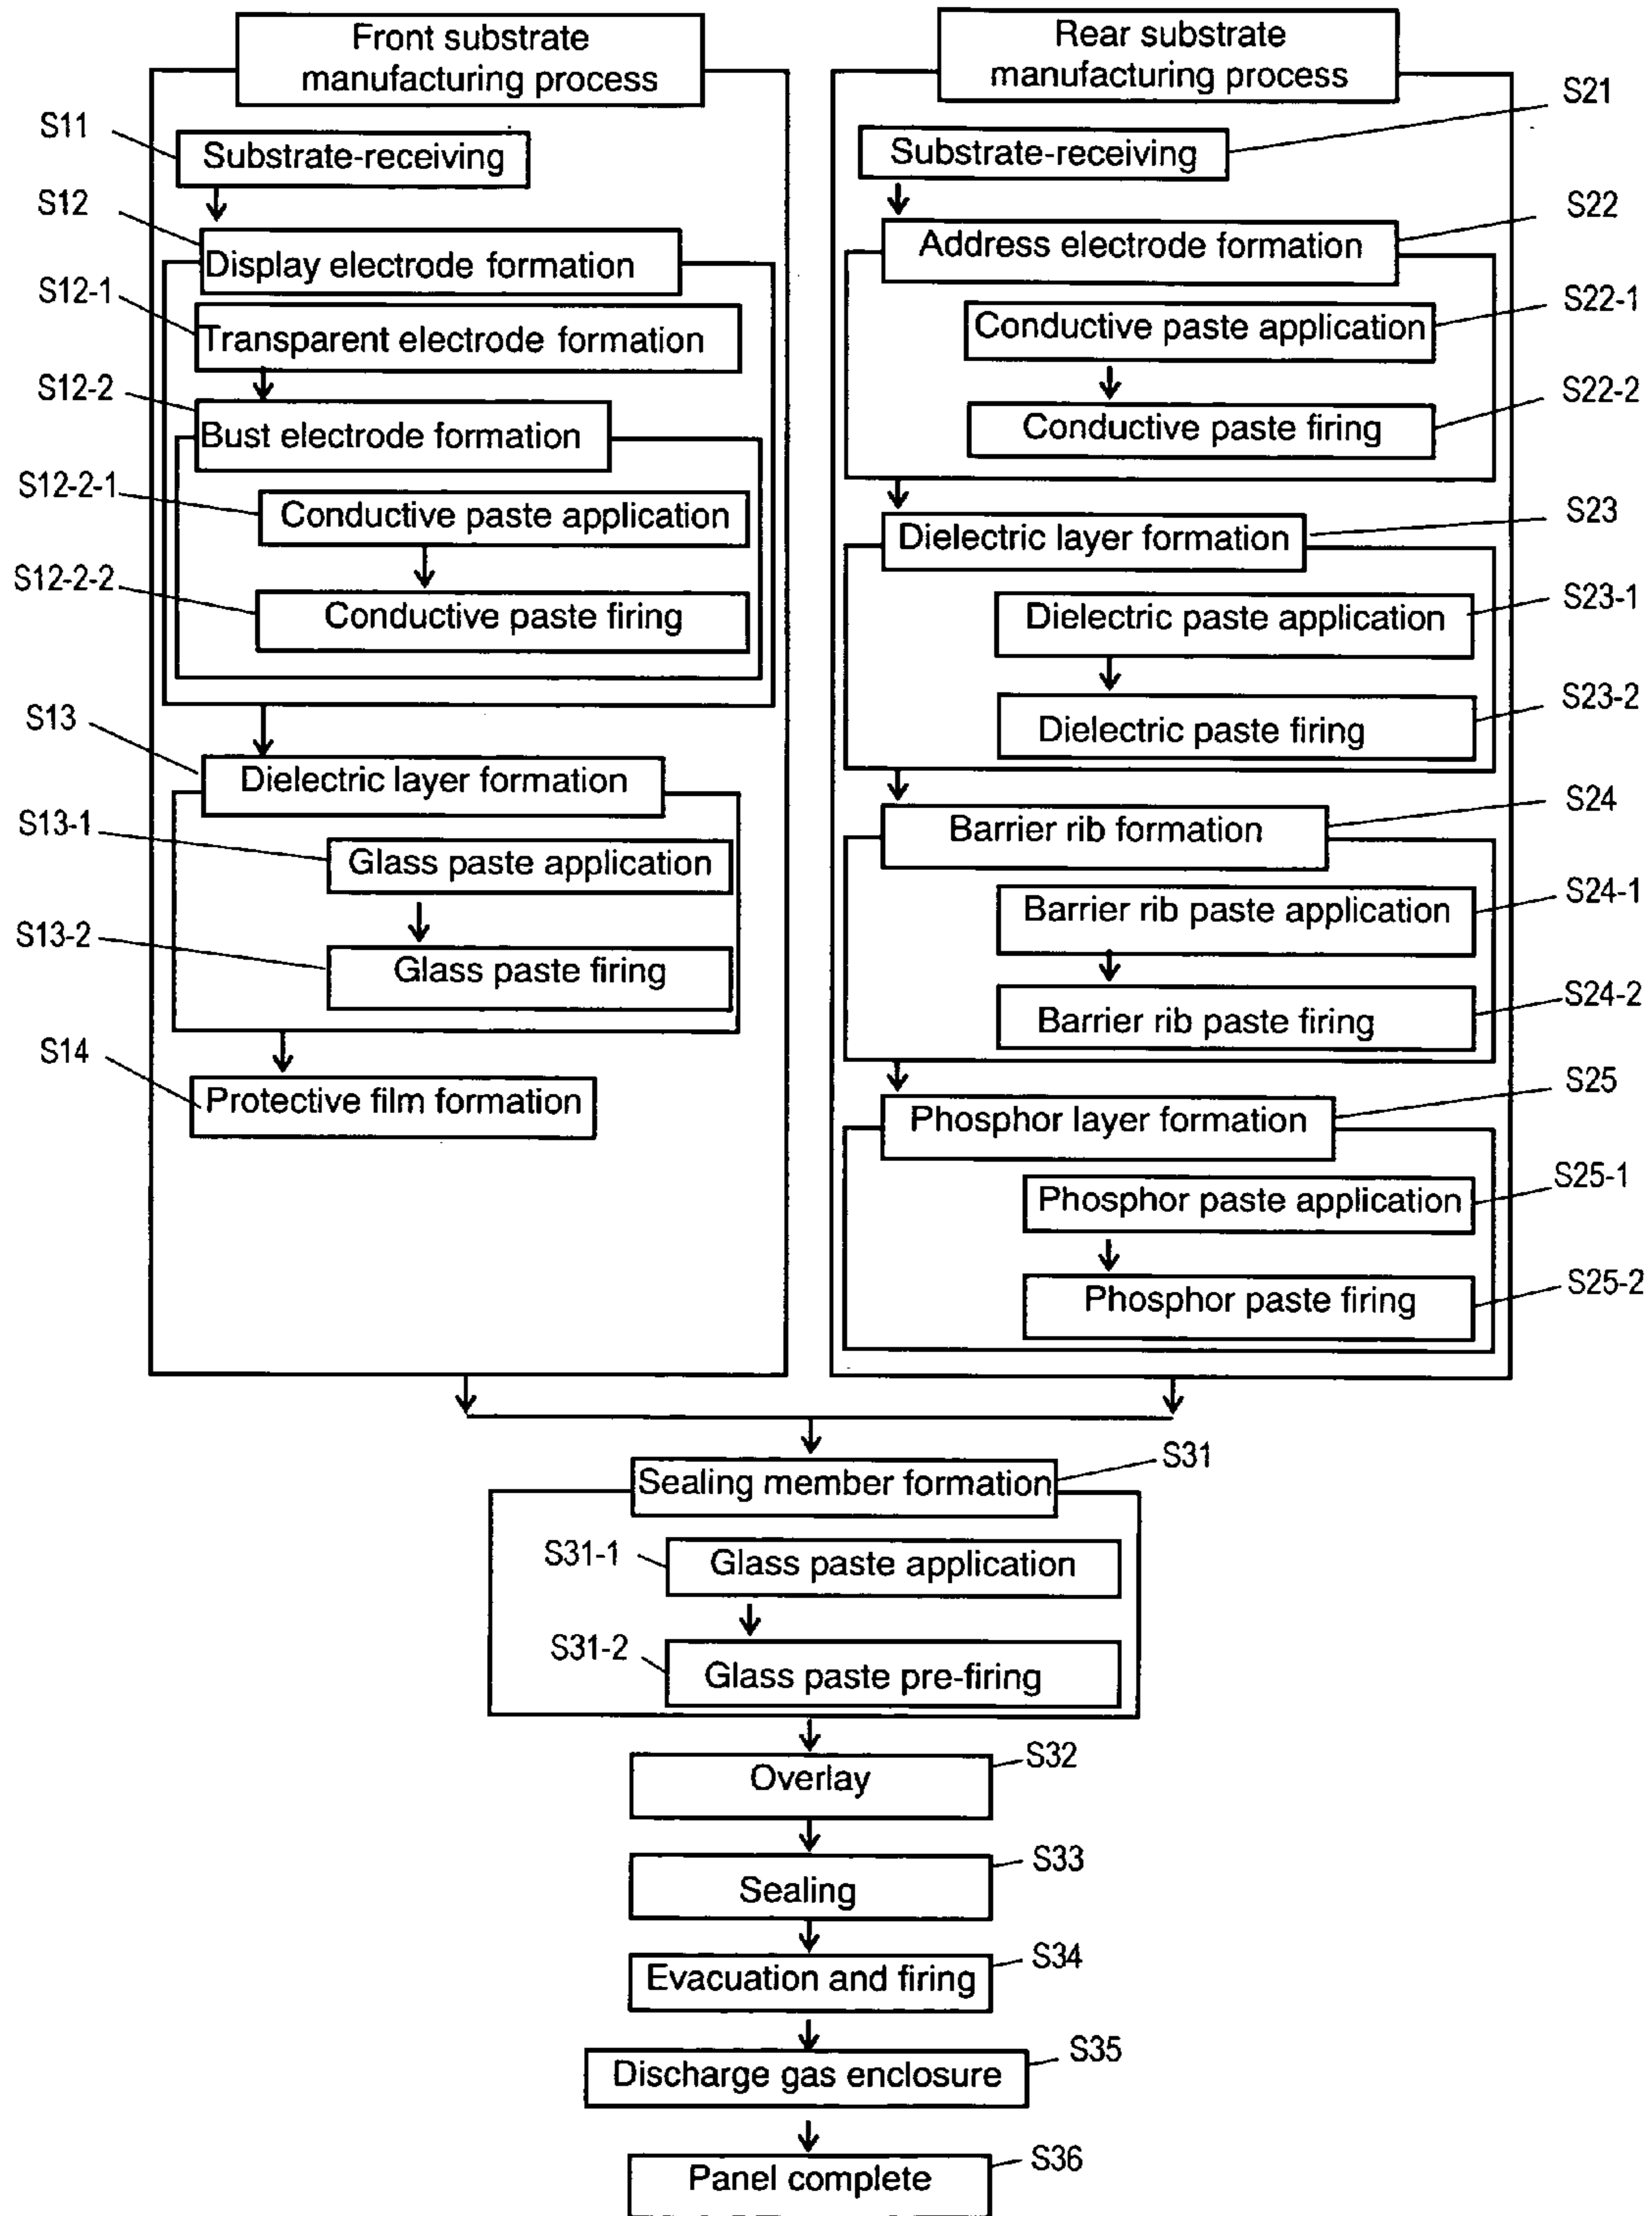 Front substrate
manufacturing process
S11
Substrate-receiving
S12
Display electrode formation
S12-1
Transparent electrode formation
S12-2
Bust electrode formation
S12-2-1
Conductive paste application
S12-2-2
Conductive paste firing
S13
Dielectric layer formation
S13-1
Glass paste application
S13-2
Glass paste firing
S14
Protective film formation
Rear substrate
manufacturing process
S21
Substrate-receiving
S22
Address electrode formation
S22-1
Conductive paste application
S22-2
Conductive paste firing
S23
Dielectric layer formation
S23-1
Dielectric paste application
S23-2
Dielectric paste firing
S24
Barrier rib formation
S24-1
Barrier rib paste application
S24-2
Barrier rib paste firing
S25
Phosphor layer formation
S25-1
Phosphor paste application
S25-2
Phosphor paste firing
S31
Sealing member formation
S31-1
Glass paste application
S31-2
Glass paste pre-firing
S32
Overlay
S33
Sealing
S34
Evacuation and firing
S35
Discharge gas enclosure
S36
Panel complete